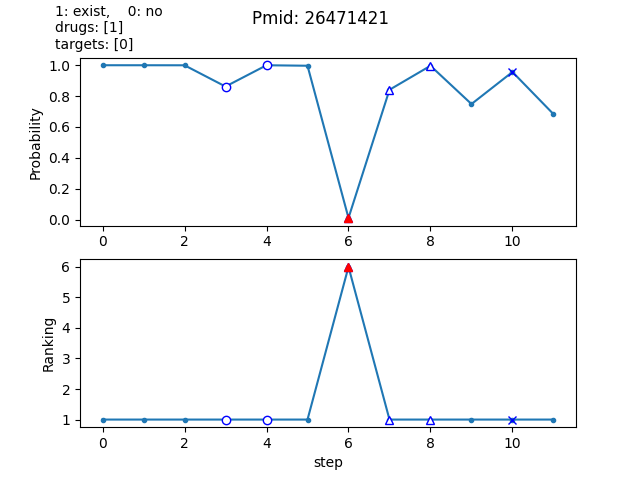 1: exist,    0: no
drugs: [1]
targets: [0]
Pmid: 26471421
1.0
0.8
0.6
0.4
0.2
0.0
Probability
0 2 4 6 8 10
6
5
4
3
2
1
Ranking
0 2 4 6 8 10
step